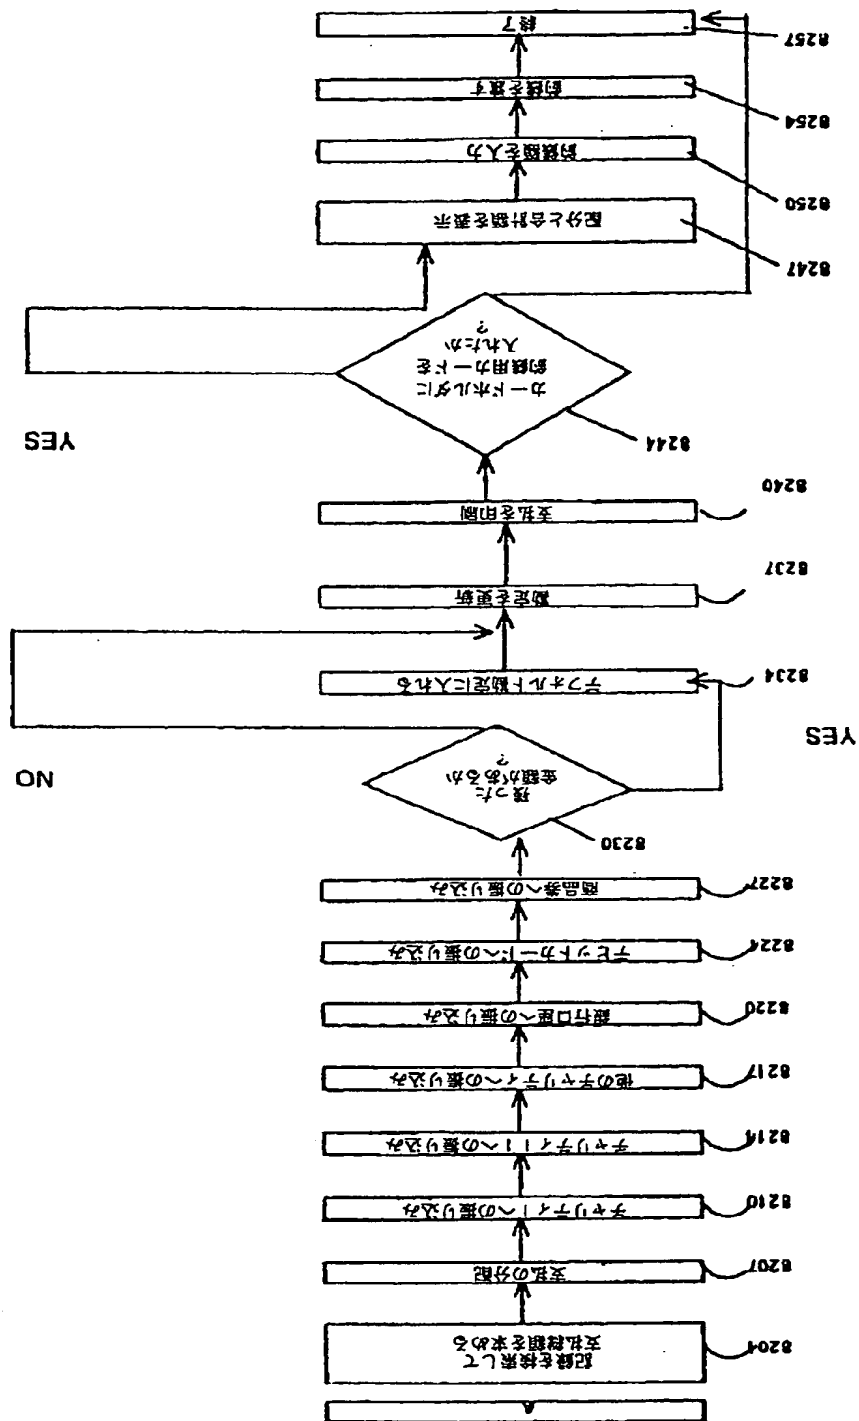 A
記録を検索して
支払総額を求める
8204
支払の分配
8207
チャリティIへの振り込み
8210
チャリティIIへの振り込み
8214
他のチャリティへの振り込み
8217
銀行口座への振り込み
8220
デビットカードへの振り込み
8224
商品券への振り込み
8227
8230
残った
金額があるか
?
NO
YES
デフォルト勘定に入れる
8234
勘定を更新
8237
支払を印刷
8240
8244
カードホルダに
釣銭用カードを
入れたか
?
YES
配分と合計額を表示
8247
釣銭額を入力
8250
釣銭を渡す
8254
終了
8257